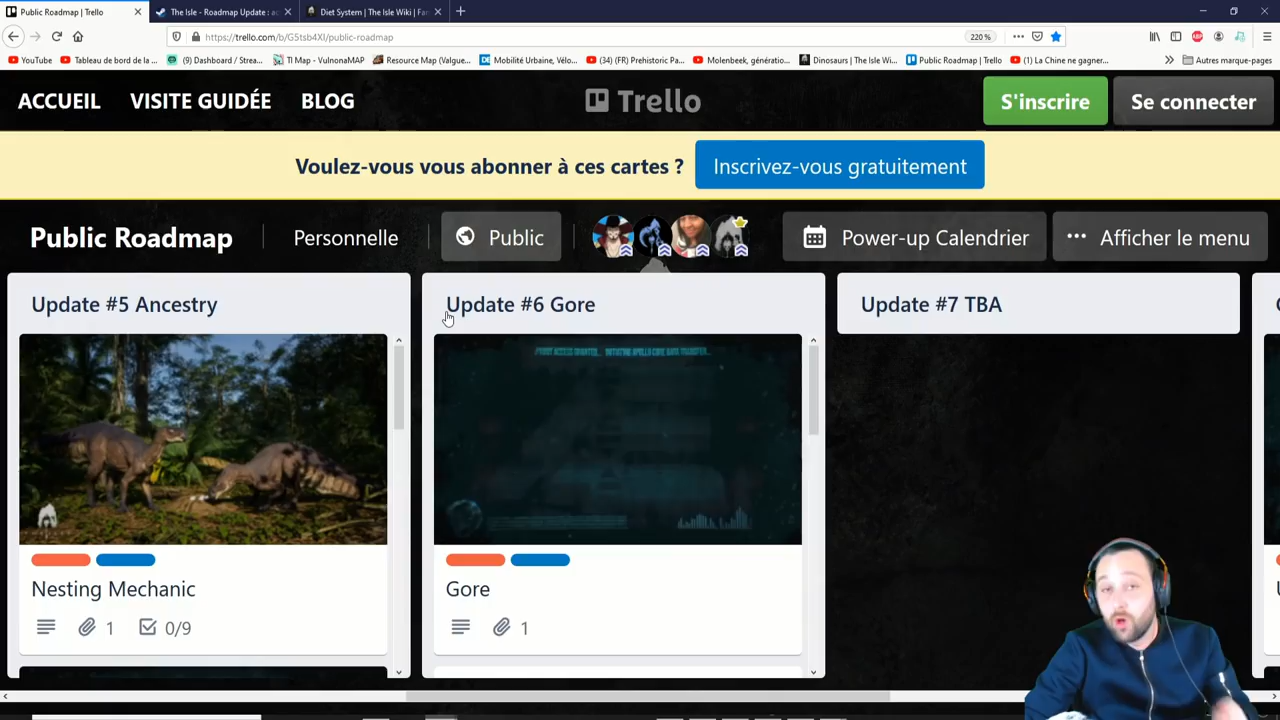 Public Roadmap | Trello
The Isle - Roadmap Update : ac
Diet System | The Isle Wiki | Fan
https://trello.com/b/G5tsb4Xl/public-roadmap
220 %
YouTube
Tableau de bord de la ...
(9) Dashboard / Strea...
TI Map - VulnonaMAP
Resource Map (Valgue...
Mobilité Urbaine, Vélo...
(34) (FR) Prehistoric Pa...
Molenbeek, génératio...
Dinosaurs | The Isle Wi...
Public Roadmap | Trello
(1) La Chine ne gagner...
Autres marque-pages
ACCUEIL
VISITE GUIDÉE
BLOG
Trello
S'inscrire
Se connecter
Voulez-vous vous abonner à ces cartes ?
Inscrivez-vous gratuitement
Public Roadmap
Personnelle
Public
Power-up Calendrier
Afficher le menu
Update #5 Ancestry
Update #6 Gore
Update #7 TBA
Nesting Mechanic
1
0/9
Gore
1